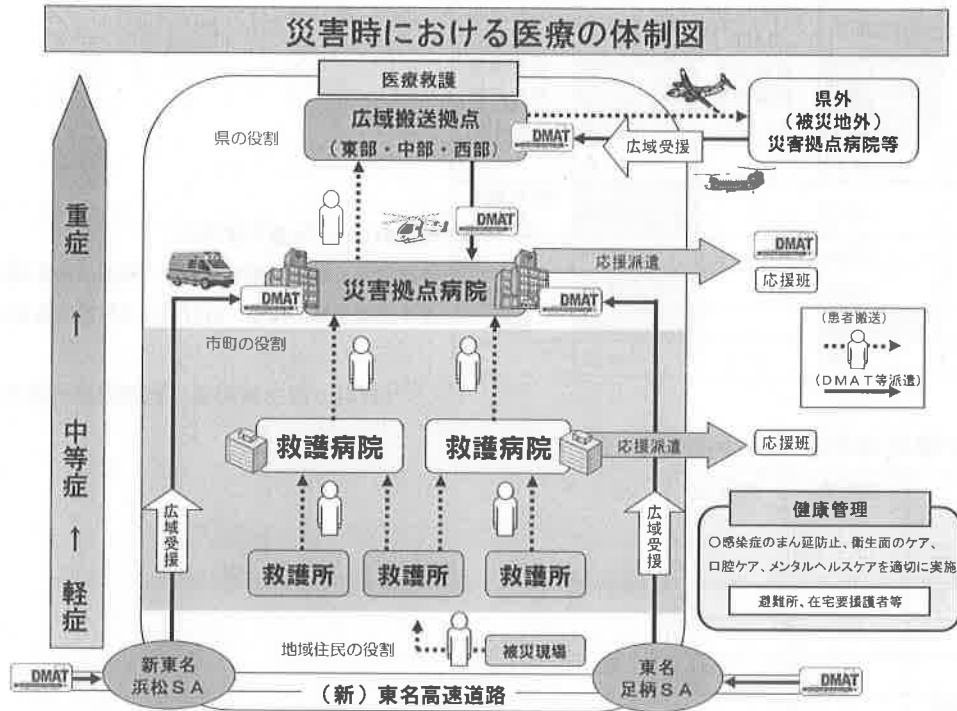 災害時における医療の体制図
医療救護
広域搬送拠点
(東部・中部・西部)
県の役割
DMAT
広域受援
県外
(被災地外)
災害拠点病院等
DMAT
重症
↑
中等症
↑
軽症
DMAT
災害拠点病院
DMAT
応援派遣
DMAT
応援班
市町の役割
(患者搬送)
(DMAT等派遣)
救護病院
救護病院
応援派遣
応援班
広域受援
広域受援
救護所
救護所
救護所
健康管理
○感染症のまん延防止、衛生面のケア、
口腔ケア、メンタルヘルスケアを適切に実施
避難所、在宅要援護者等
地域住民の役割
被災現場
DMAT
新東名
浜松SA
(新)東名高速道路
東名
足柄SA
DMAT